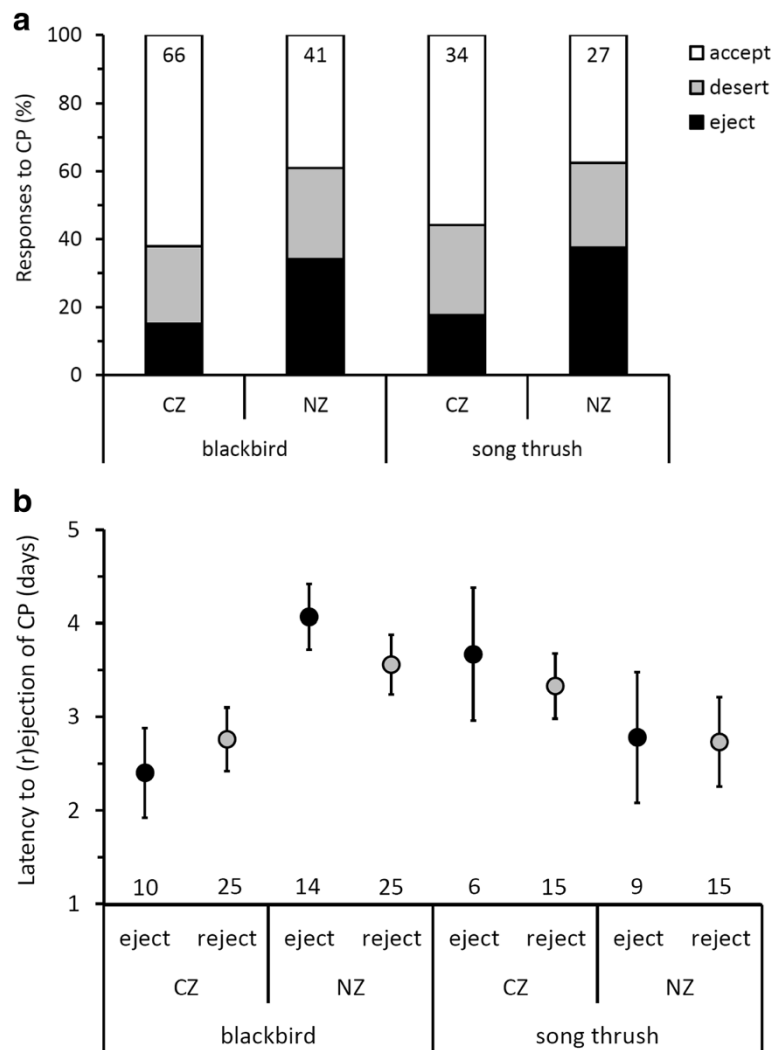 a
100
80
60
40
20
0
Responses to CP (%)
66
41
34
27
accept
desert
eject
CZ NZ CZ NZ
blackbird song thrush
b
5
4
3
2
1
Latency to (r)ejection of CP (days)
10 25 14 25 6 15 9 15
eject reject eject reject eject reject eject reject
CZ NZ CZ NZ
blackbird song thrush